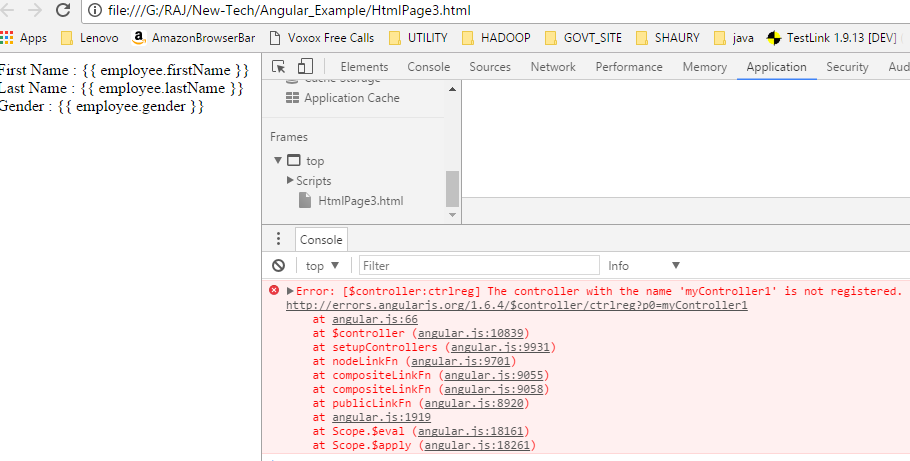 file:///G:/RAJ/New-Tech/Angular_Example/HtmlPage3.html
Apps Lenovo AmazonBrowserBar Voxox Free Calls UTILITY HADOOP GOVT_SITE SHAURY java TestLink 1.9.13 [DEV]
First Name : {{ employee.firstName }}
Last Name : {{ employee.lastName }}
Gender : {{ employee.gender }}
Elements Console Sources Network Performance Memory Application Security Aud
Cache Storage
Application Cache
Frames
top
Scripts
HtmlPage3.html
Console
top Filter Info
Error: [$controller:ctrlreg] The controller with the name 'myController1' is not registered.
http://errors.angularjs.org/1.6.4/$controller/ctrlreg?p0=myController1
at angular.js:66
at $controller (angular.js:10839)
at setupControllers (angular.js:9931)
at nodeLinkFn (angular.js:9701)
at compositeLinkFn (angular.js:9055)
at compositeLinkFn (angular.js:9058)
at publicLinkFn (angular.js:8920)
at angular.js:1919
at Scope.$eval (angular.js:18161)
at Scope.$apply (angular.js:18261)